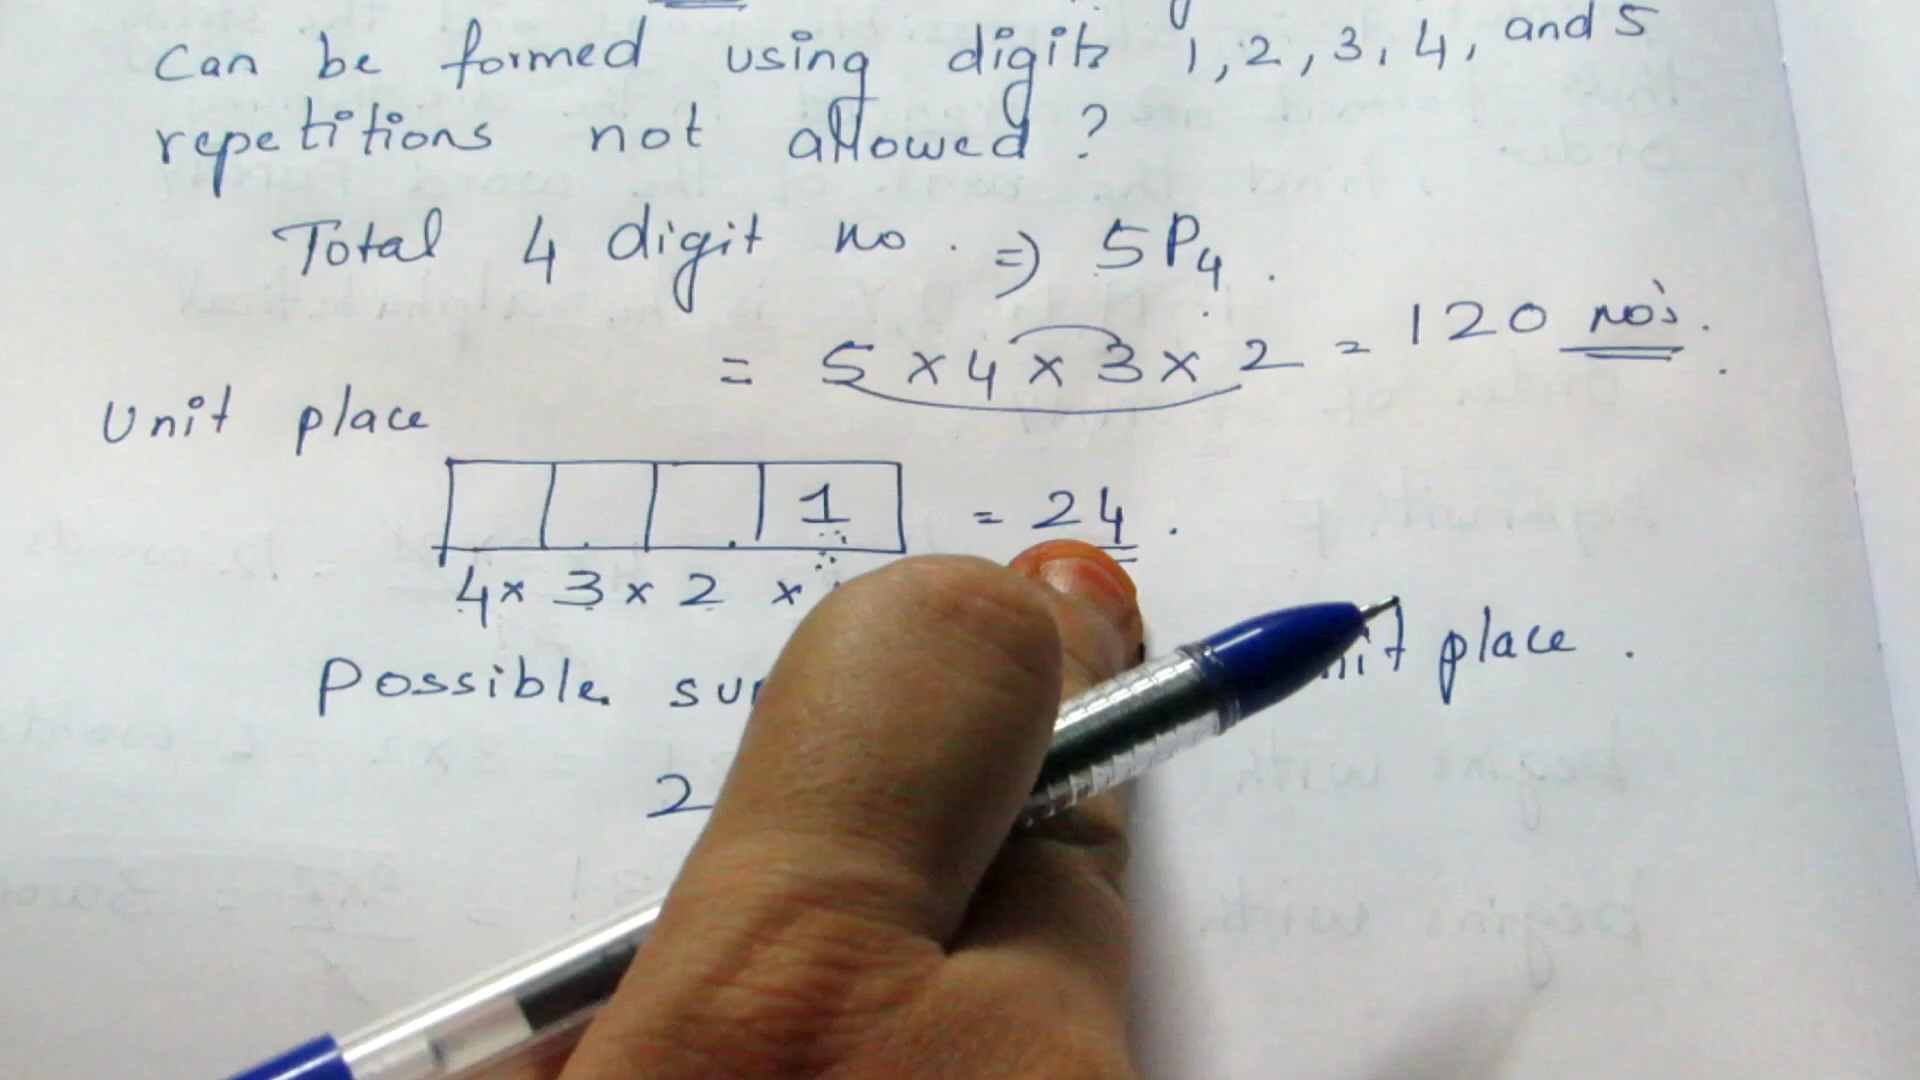 Can be formed using digits 1, 2, 3, 4, and 5
repetitions not allowed ?
Total 4 digit no. => 5P4.
= 5 x 4 x 3 x 2 = 120 no's.
Unit place
1 = 24.
4 x 3 x 2 x
Possible place.
2